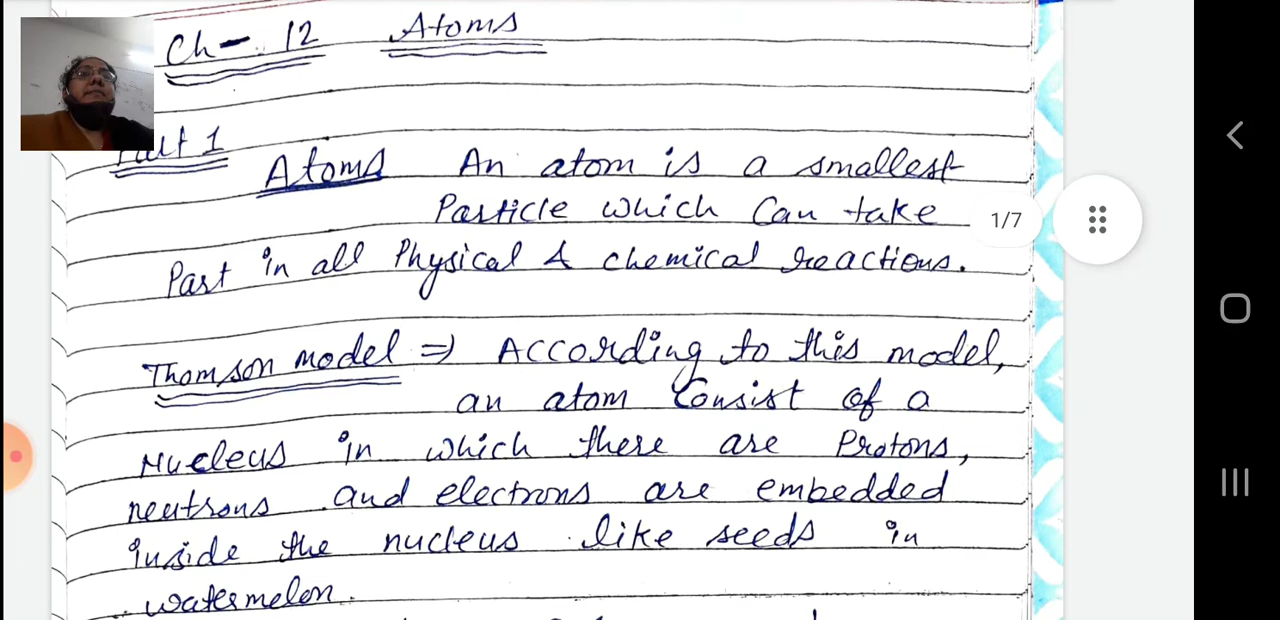 Ch-. 12 Atoms
Part 1
Atoms An atom is a smallest
Particle which Can take
1/7
Part in all Physical & chemical reactions.
Thomson model ⇒ According to this model,
an atom Consist of a
Nucleus in which there are Protons,
neutrons and electrons are embedded
inside the nucleus like seeds in
watermelon.